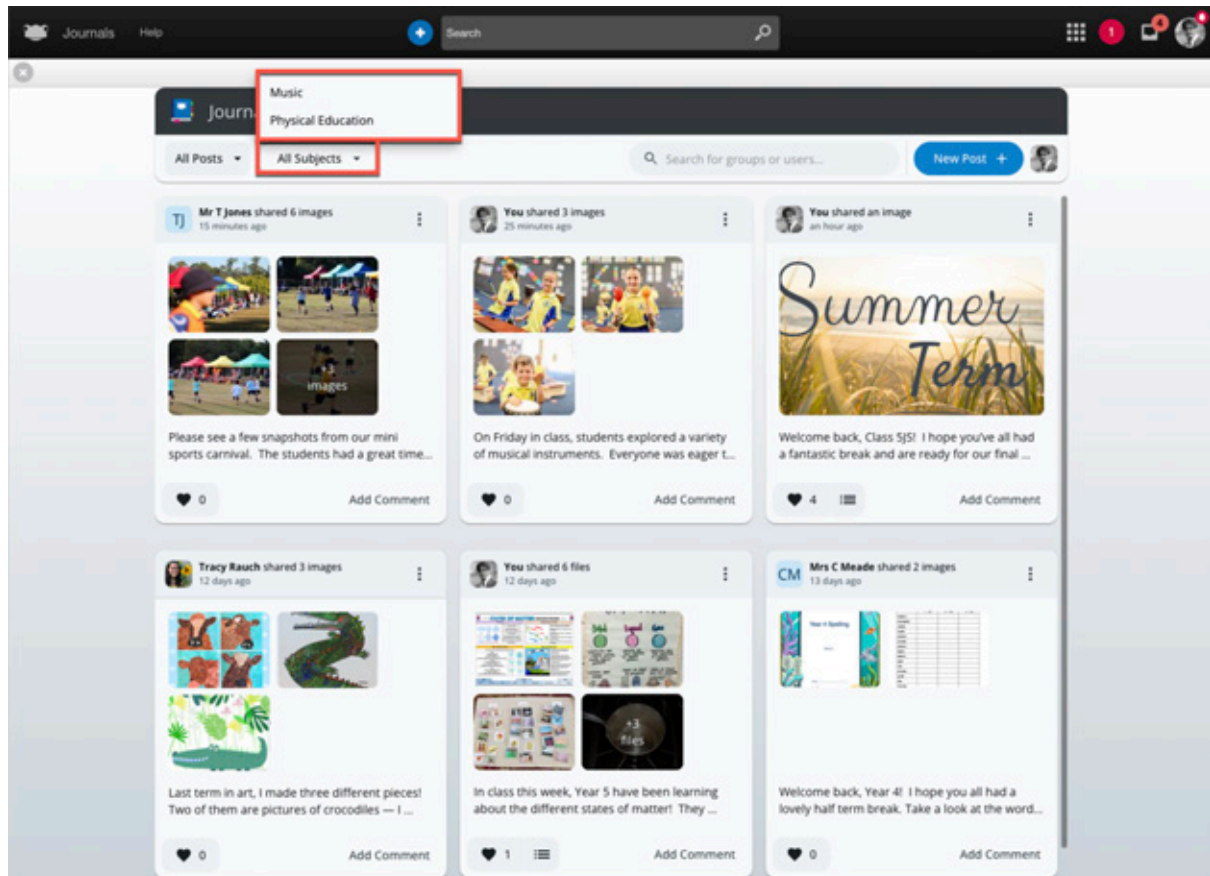 Journals Help Search 1 4
Music
Physical Education
Journ
All Posts All Subjects Search for groups or users... New Post +
TJ Mr T Jones shared 6 images
15 minutes ago
+3
images
Please see a few snapshots from our mini
sports carnival. The students had a great time...
0 Add Comment
You shared 3 images
25 minutes ago
On Friday in class, students explored a variety
of musical instruments. Everyone was eager t...
0 Add Comment
You shared an image
an hour ago
Summer
Term
Welcome back, Class 5JS! I hope you've all had
a fantastic break and are ready for our final ...
4 Add Comment
Tracy Rauch shared 3 images
12 days ago
Last term in art, I made three different pieces!
Two of them are pictures of crocodiles — I ...
0 Add Comment
You shared 6 files
12 days ago
Solid Liquid Gas
+3
files
In class this week, Year 5 have been learning
about the different states of matter! They ...
1 Add Comment
CM Mrs C Meade shared 2 images
13 days ago
Year 4 Spelling
Welcome back, Year 4! I hope you all had a
lovely half term break. Take a look at the word...
0 Add Comment